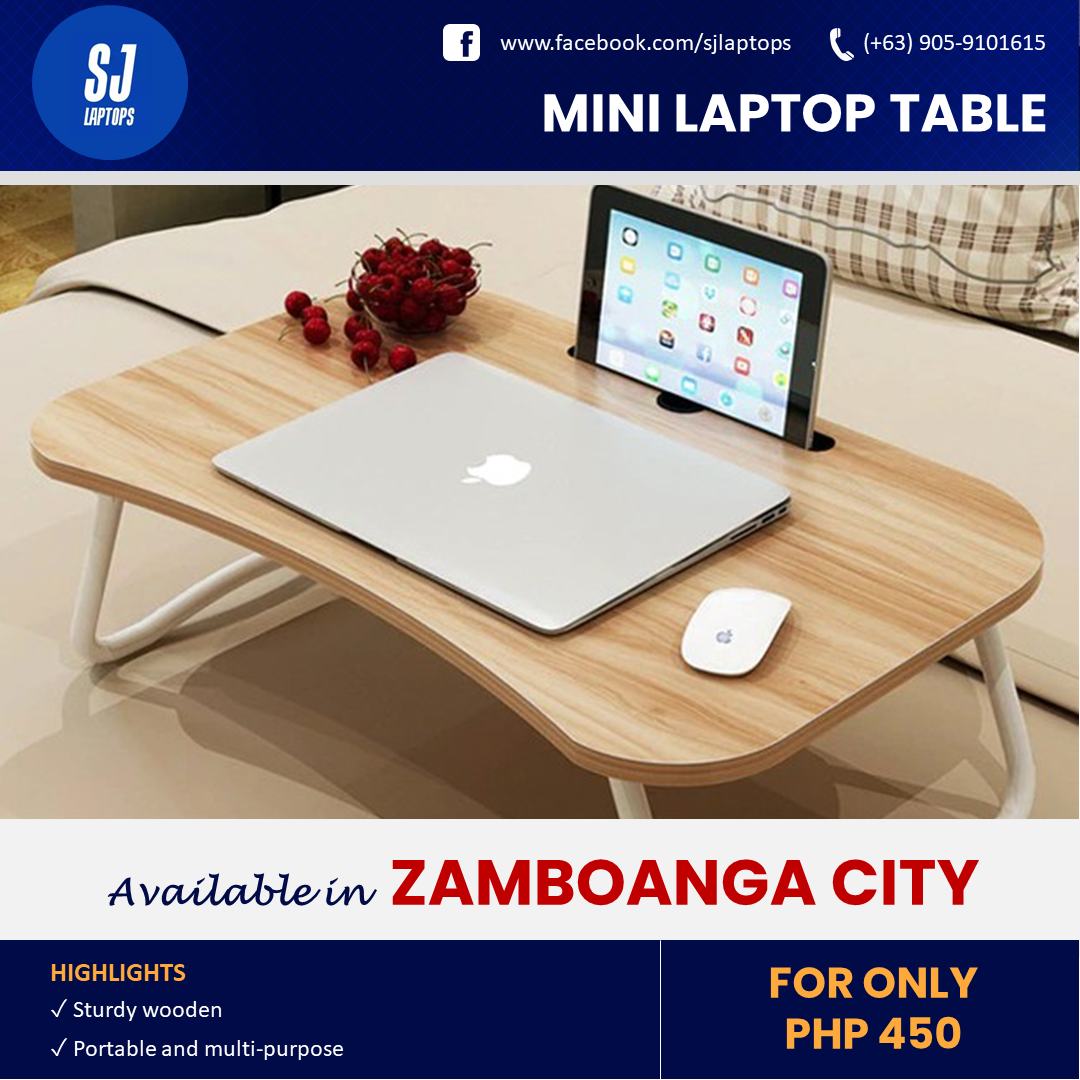 SJ
LAPTOPS
www.facebook.com/sjlaptops
(+63) 905-9101615
MINI LAPTOP TABLE
Available in ZAMBOANGA CITY
HIGHLIGHTS
✓ Sturdy wooden
✓ Portable and multi-purpose
FOR ONLY
PHP 450